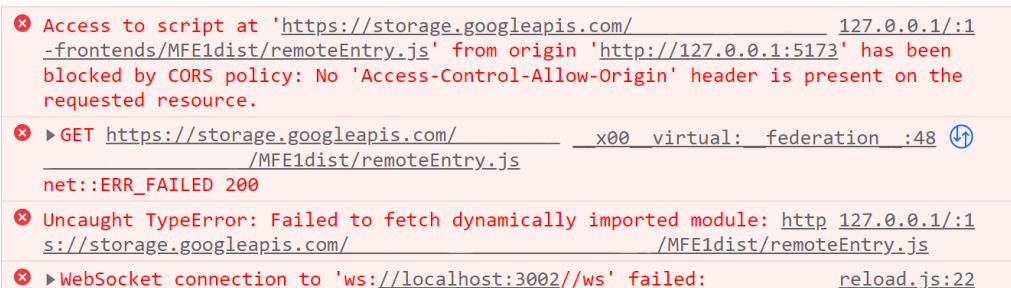 Access to script at 'https://storage.googleapis.com/ 127.0.0.1/:1
-frontends/MFE1dist/remoteEntry.js' from origin 'http://127.0.0.1:5173' has been
blocked by CORS policy: No 'Access-Control-Allow-Origin' header is present on the
requested resource.
GET https://storage.googleapis.com/ __x00__virtual:__federation__:48
/MFE1dist/remoteEntry.js
net::ERR_FAILED 200
Uncaught TypeError: Failed to fetch dynamically imported module: http 127.0.0.1/:1
s://storage.googleapis.com/ /MFE1dist/remoteEntry.js
WebSocket connection to 'ws://localhost:3002//ws' failed: reload.js:22